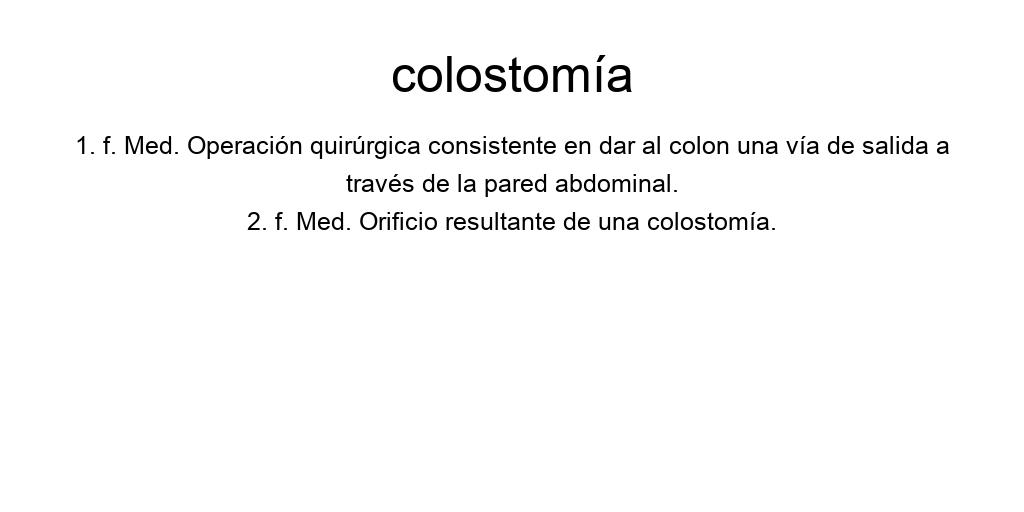 colostomía
1. f. Med. Operación quirúrgica consistente en dar al colon una vía de salida a
través de la pared abdominal.
2. f. Med. Orificio resultante de una colostomía.